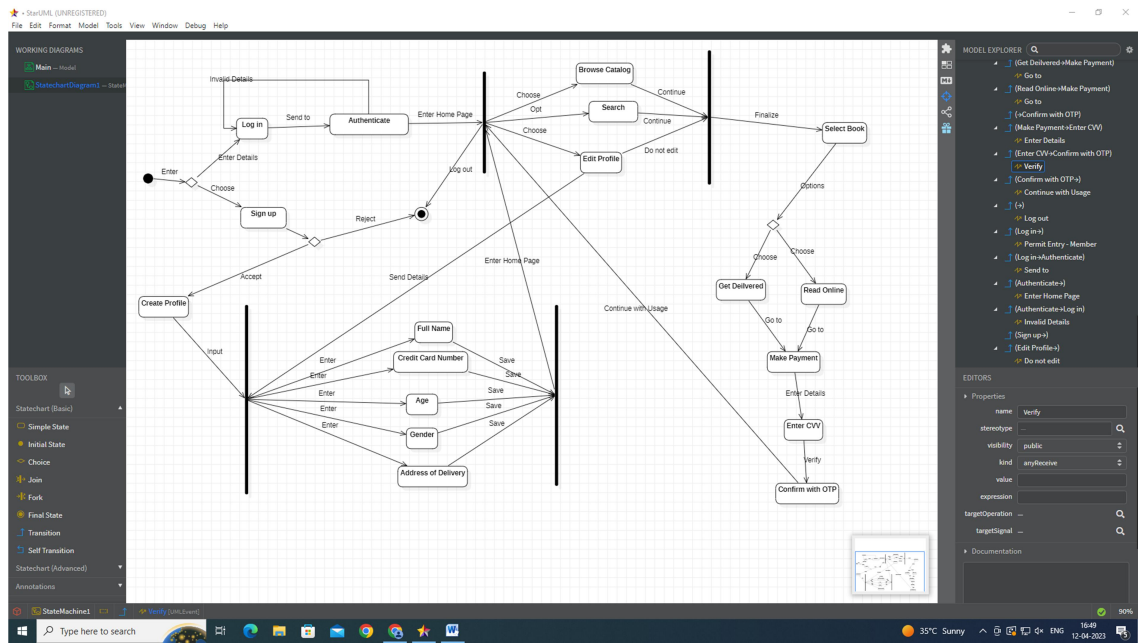 • StarUML (UNREGISTERED)
File Edit Format Model Tools View Window Debug Help
WORKING DIAGRAMS
Main — Model
StatechartDiagram1 — StateM
TOOLBOX
Statechart (Basic)
Simple State
Initial State
Choice
Join
Fork
Final State
Transition
Self Transition
Statechart (Advanced)
Annotations
Invalid Details
Log in
Send to
Authenticate
Enter Home Page
Enter Details
Enter
Choose
Sign up
Reject
Log out
Accept
Create Profile
Input
Choose
Browse Catalog
Continue
Opt
Search
Continue
Choose
Edit Profile
Do not edit
Finalize
Select Book
Options
Choose
Choose
Get Deilvered
Read Online
Go to
Go to
Make Payment
Enter Details
Enter CVV
Verify
Confirm with OTP
Continue with Usage
Enter Home Page
Send Details
Full Name
Enter
Save
Credit Card Number
Enter
Save
Enter
Age
Save
Enter
Gender
Save
Enter
Address of Delivery
Save
MODEL EXPLORER
(Get Deilvered→Make Payment)
Go to
(Read Online→Make Payment)
Go to
(→Confirm with OTP)
(Make Payment→Enter CVV)
Enter Details
(Enter CVV→Confirm with OTP)
Verify
(Confirm with OTP→)
Continue with Usage
(→)
Log out
(Log in→)
Permit Entry - Member
(Log in→Authenticate)
Send to
(Authenticate→)
Enter Home Page
(Authenticate→Log in)
Invalid Details
(Sign up→)
(Edit Profile→)
Do not edit
EDITORS
Properties
name Verify
stereotype —
visibility public
kind anyReceive
value
expression
targetOperation —
targetSignal —
Documentation
StateMachine1 Verify [UMLEvent] 90%
Type here to search
35°C Sunny
ENG
16:49
12-04-2023